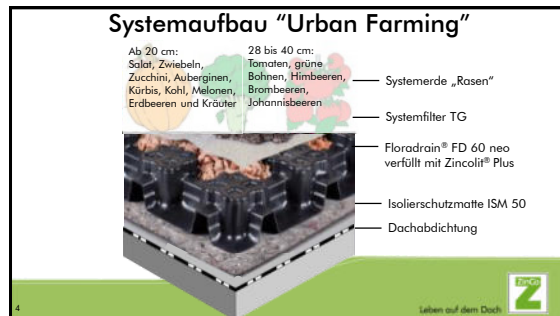 Systemaufbau “Urban Farming”
Ab 20 cm:
Salat, Zwiebeln,
Zucchini, Auberginen,
Kürbis, Kohl, Melonen,
Erdbeeren und Kräuter
28 bis 40 cm:
Tomaten, grüne
Bohnen, Himbeeren,
Brombeeren,
Johannisbeeren
Systemerde „Rasen“
Systemfilter TG
Floradrain® FD 60 neo
verfüllt mit Zincolit® Plus
Isolierschutzmatte ISM 50
Dachabdichtung
4
Leben auf dem Dach
ZinCo